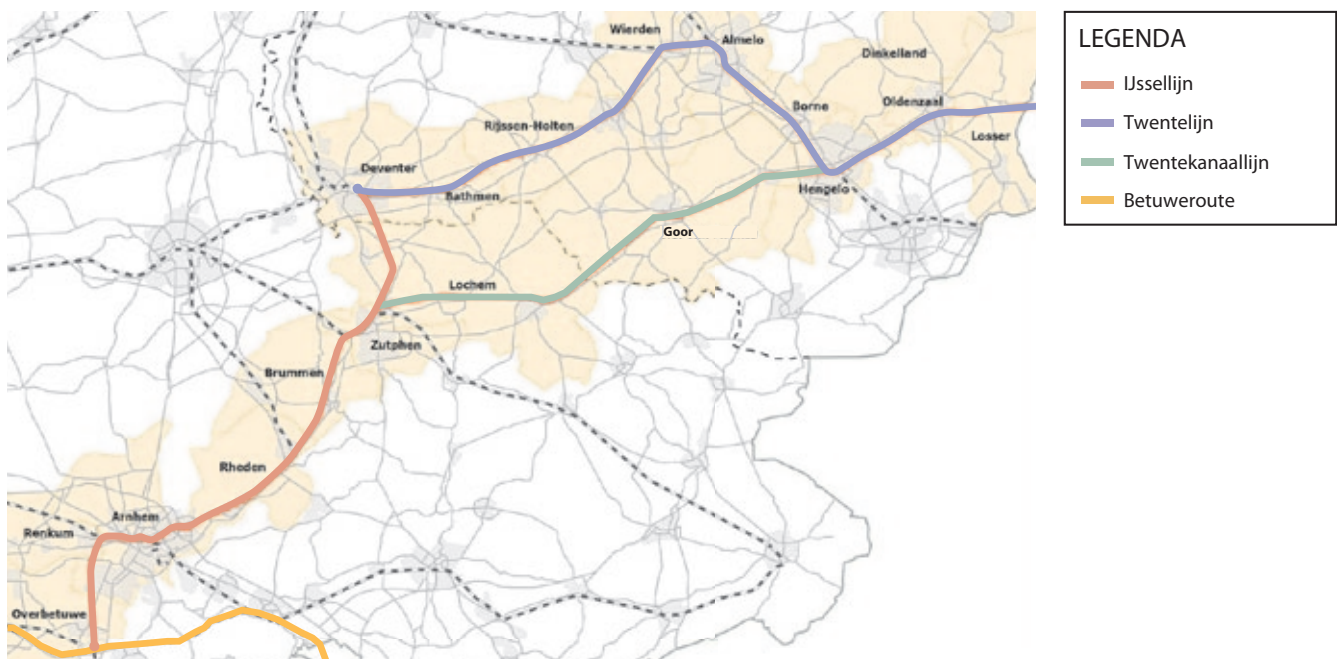 Wierden
Almelo
Dinkelland
Borne
Oldenzaal
Rijssen-Holten
Losser
Deventer
Bathmen
Hengelo
Goor
Lochem
Zutphen
Brummen
Rheden
Arnhem
Renkum
Overbetuwe
LEGENDA
IJssellijn
Twentelijn
Twentekanaallijn
Betuweroute